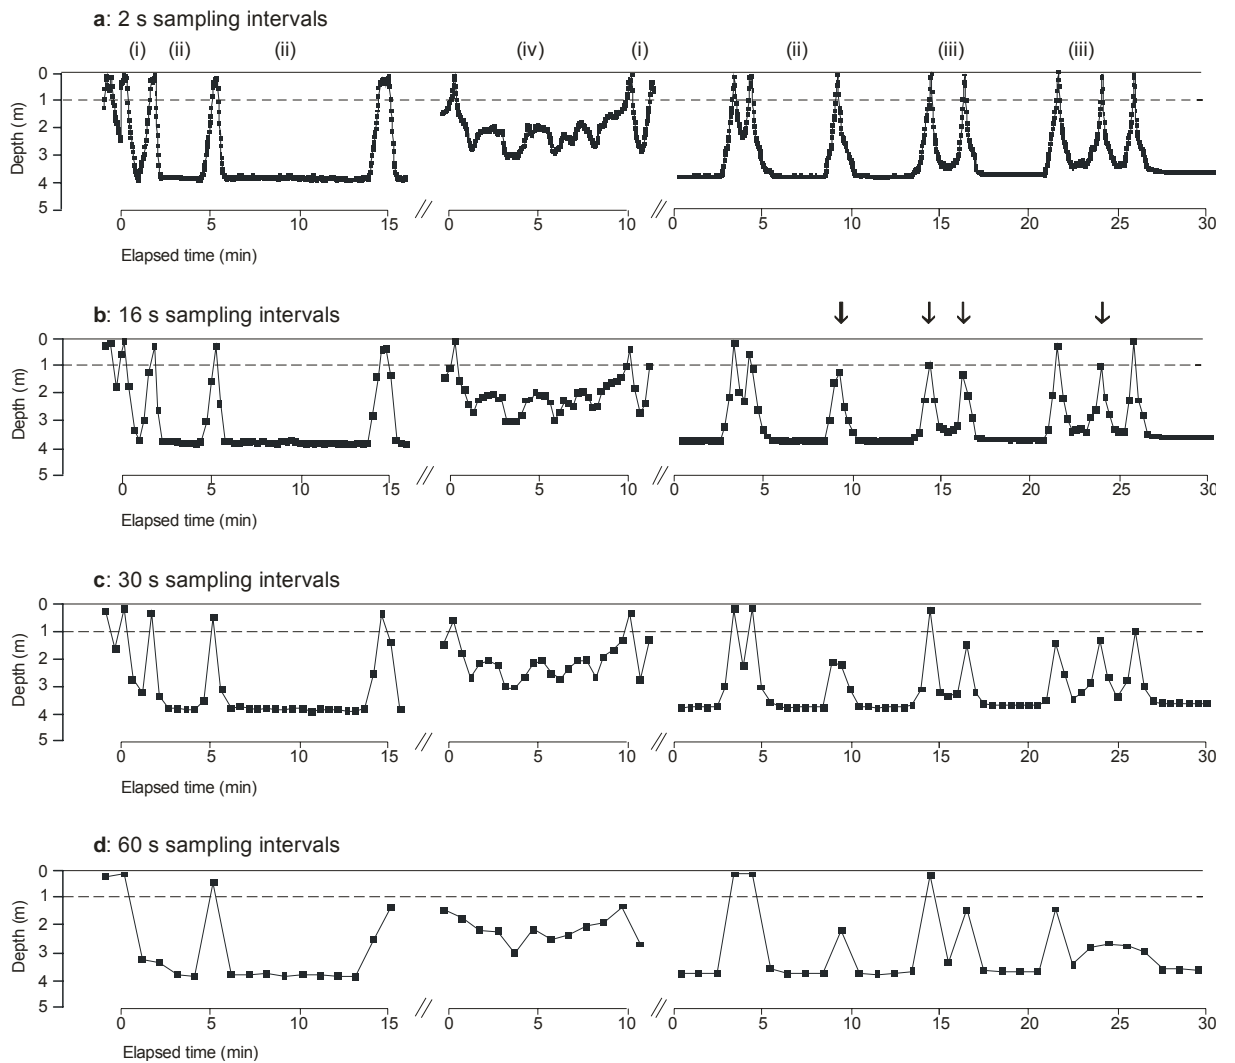 a: 2 s sampling intervals
(i) (ii) (ii) (iv) (i) (ii) (iii) (iii)
0
1
2
3
4
5
Depth (m)
0 5 10 15 0 5 10 0 5 10 15 20 25 30
Elapsed time (min)
b: 16 s sampling intervals
0
1
2
3
4
5
Depth (m)
0 5 10 15 0 5 10 0 5 10 15 20 25 30
Elapsed time (min)
c: 30 s sampling intervals
0
1
2
3
4
5
Depth (m)
0 5 10 15 0 5 10 0 5 10 15 20 25 30
Elapsed time (min)
d: 60 s sampling intervals
0
1
2
3
4
5
Depth (m)
0 5 10 15 0 5 10 0 5 10 15 20 25 30
Elapsed time (min)